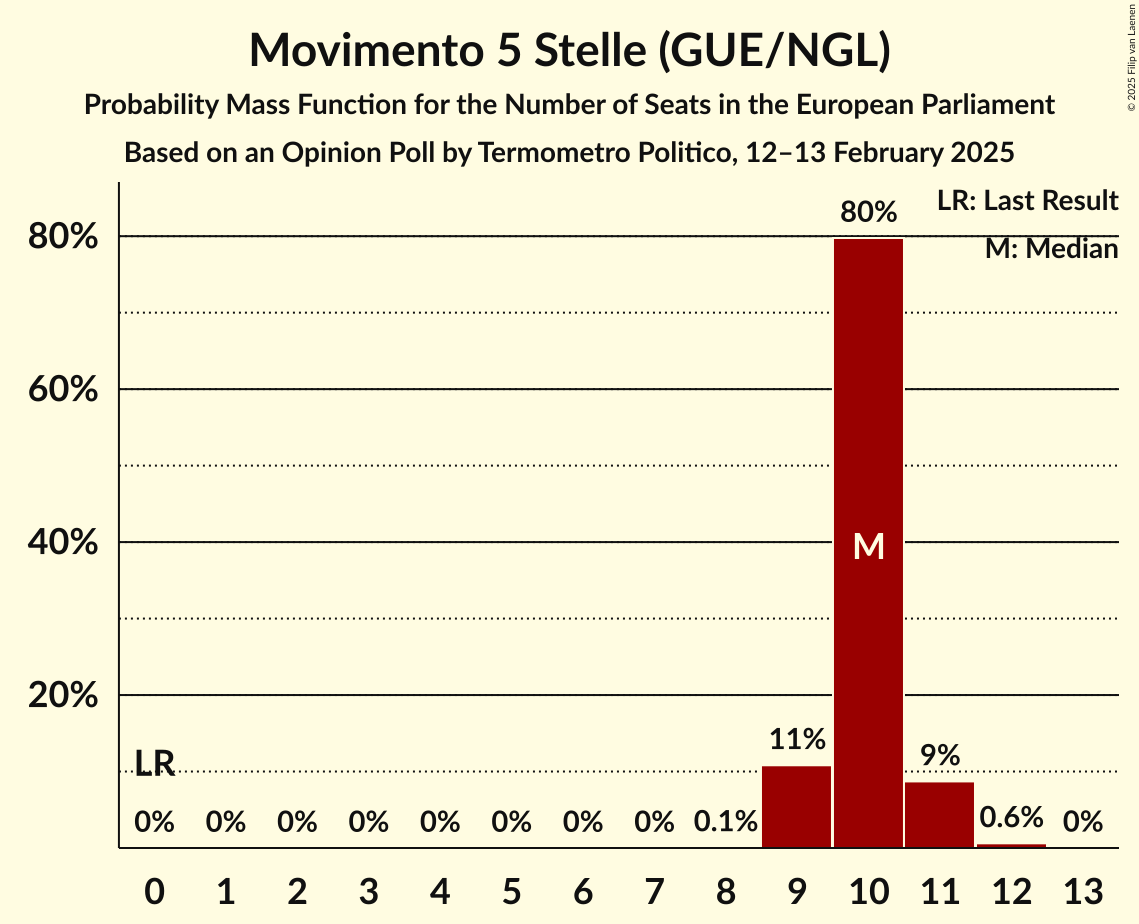 Movimento 5 Stelle (GUE/NGL)
Probability Mass Function for the Number of Seats in the European Parliament
Based on an Opinion Poll by Termometro Politico, 12–13 February 2025
© 2025 Filip van Laenen
LR: Last Result
M: Median
80%
60%
40%
20%
LR
0%
0%
0%
0%
0%
0%
0%
0%
0.1%
11%
80%
M
9%
0.6%
0%
0 1 2 3 4 5 6 7 8 9 10 11 12 13